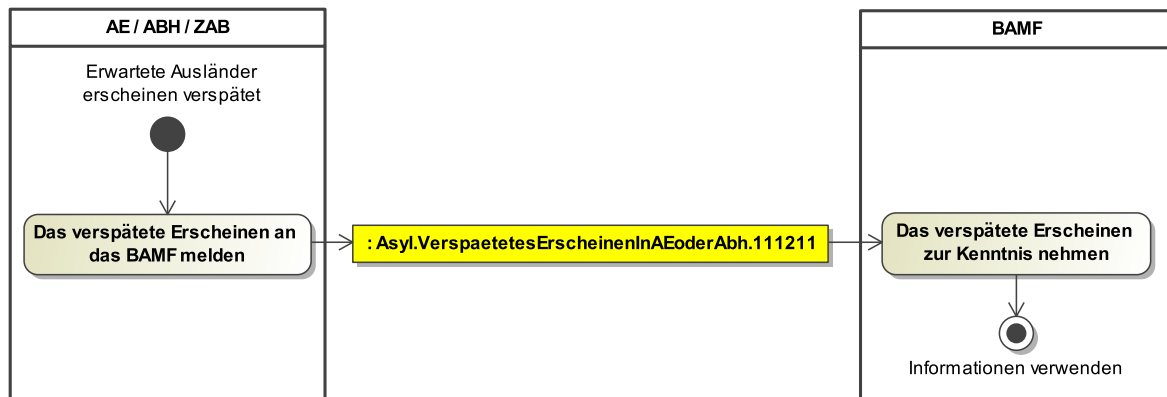 AE / ABH / ZAB
Erwartete Ausländer
erscheinen verspätet
Das verspätete Erscheinen an
das BAMF melden
: Asyl.VerspaetetesErscheinenInAEoderAbh.111211
BAMF
Das verspätete Erscheinen
zur Kenntnis nehmen
Informationen verwenden